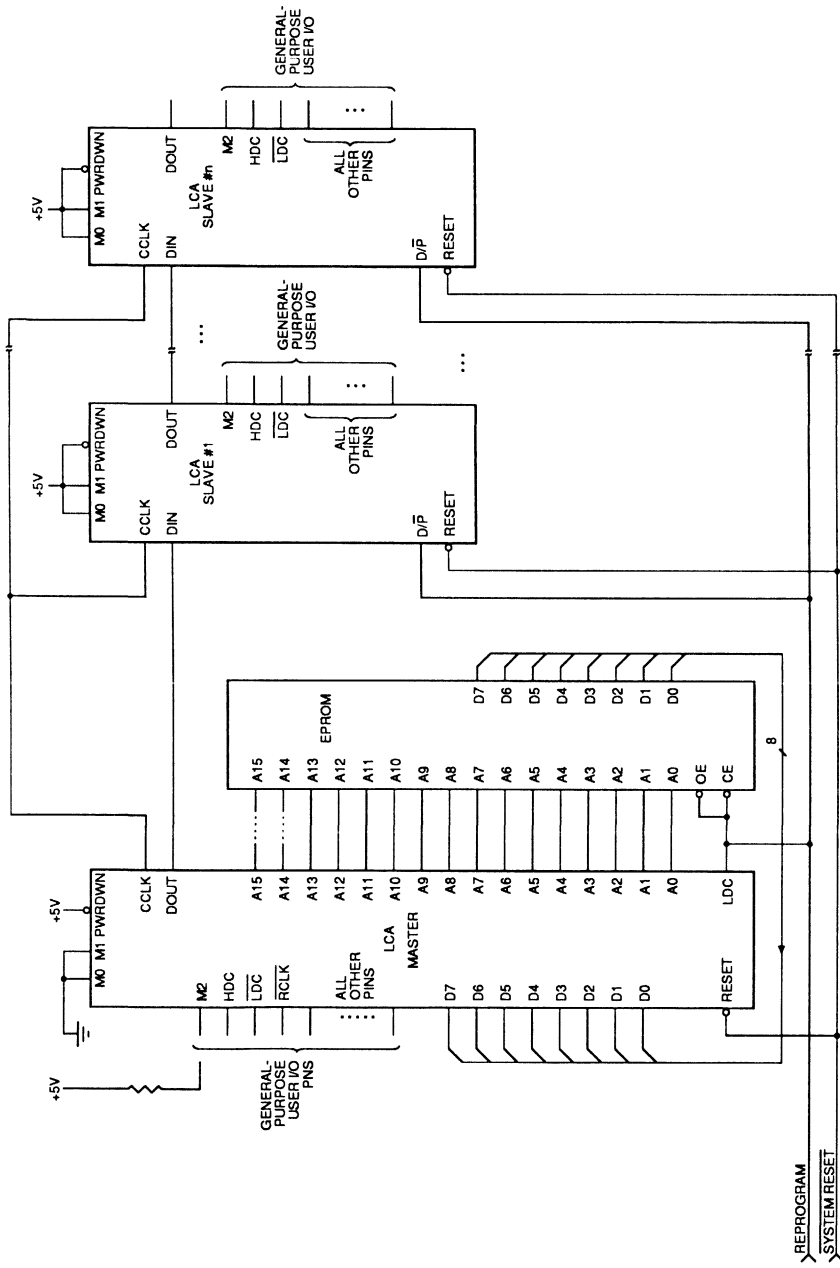 +5V
M0 M1 PWRDWN
CCLK
DIN
DOUT
LCA
SLAVE #n
M2
HDC
LDC
ALL
OTHER
PINS
...
GENERAL-
PURPOSE
USER I/O
D/P
RESET
...
+5V
M0 M1 PWRDWN
CCLK
DIN
DOUT
LCA
SLAVE #1
M2
HDC
LDC
ALL
OTHER
PINS
...
GENERAL-
PURPOSE
USER I/O
...
D/P
RESET
EPROM
A15
A14
A13
A12
A11
A10
A9
A8
A7
A6
A5
A4
A3
A2
A1
A0
OE
CE
D7
D6
D5
D4
D3
D2
D1
D0
8
+5V
M0 M1 PWRDWN
CCLK
DOUT
A15
A14
A13
A12
A11
A10
A9
A8
A7
A6
A5
A4
A3
A2
A1
A0
LDC
LCA
MASTER
+5V
M2
HDC
LDC
RCLK
ALL
OTHER
PINS
.....
GENERAL-
PURPOSE
USER I/O
PNS
D7
D6
D5
D4
D3
D2
D1
D0
RESET
REPROGRAM
SYSTEM RESET